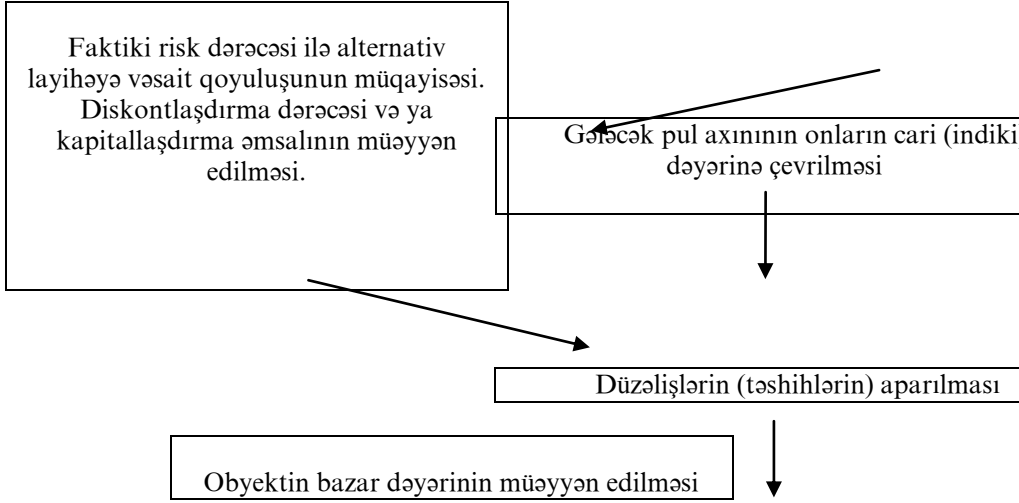 Faktiki risk dərəcəsi ilə alternativ
layihəyə vəsait qoyuluşunun müqayisəsi.
Diskontlaşdırma dərəcəsi və ya
kapitallaşdırma əmsalının müəyyən
edilməsi.
Gələcək pul axınının onların cari (indiki
dəyərinə çevrilməsi
Düzəlişlərin (təshihlərin) aparılması
Obyektin bazar dəyərinin müəyyən edilməsi